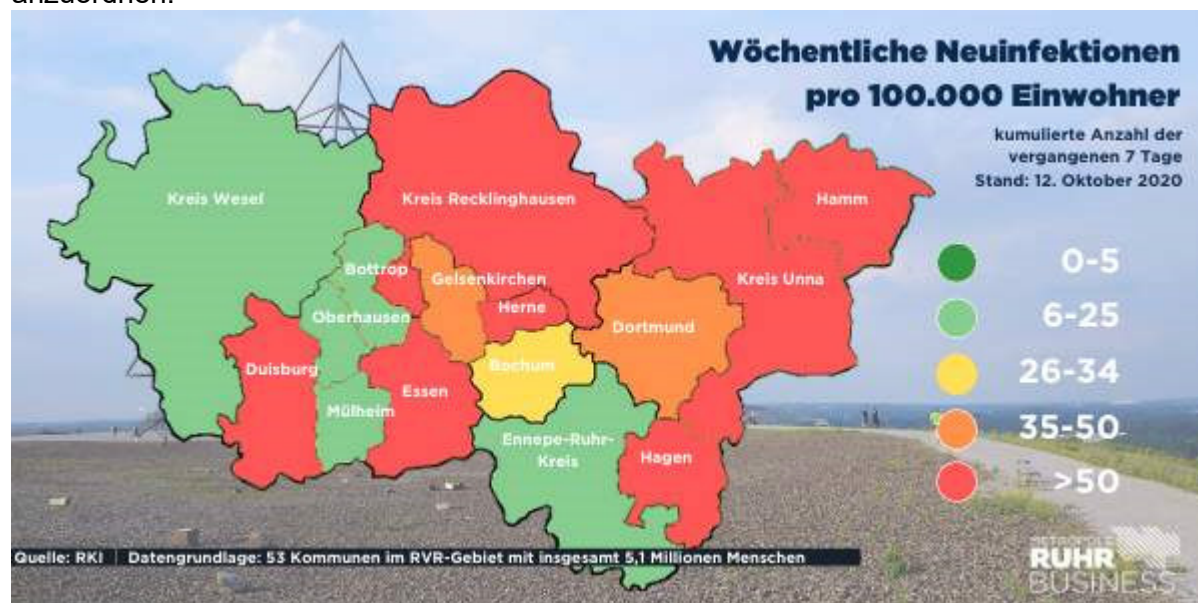 anzuordnen.
Wöchentliche Neuinfektionen
pro 100.000 Einwohner
kumulierte Anzahl der
vergangenen 7 Tage
Stand: 12. Oktober 2020
Kreis Wesel
Kreis Recklinghausen
Hamm
Bottrop
Gelsenkirchen
Kreis Unna
Herne
Oberhausen
Dortmund
Duisburg
Bochum
Essen
Mülheim
Ennepe-Ruhr-
Kreis
Hagen
0-5
6-25
26-34
35-50
>50
Quelle: RKI | Datengrundlage: 53 Kommunen im RVR-Gebiet mit insgesamt 5,1 Millionen Menschen
METROPOLE
RUHR
BUSINESS